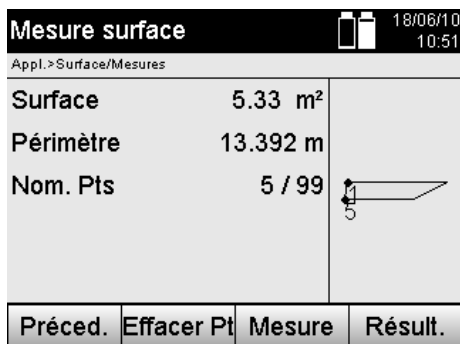 Mesure surface
18/06/10
10:51
Appl.>Surface/Mesures
Surface 5.33 m²
Périmètre 13.392 m
Nom. Pts 5 / 99
1
5
Précéd. Effacer Pt Mesure Résult.